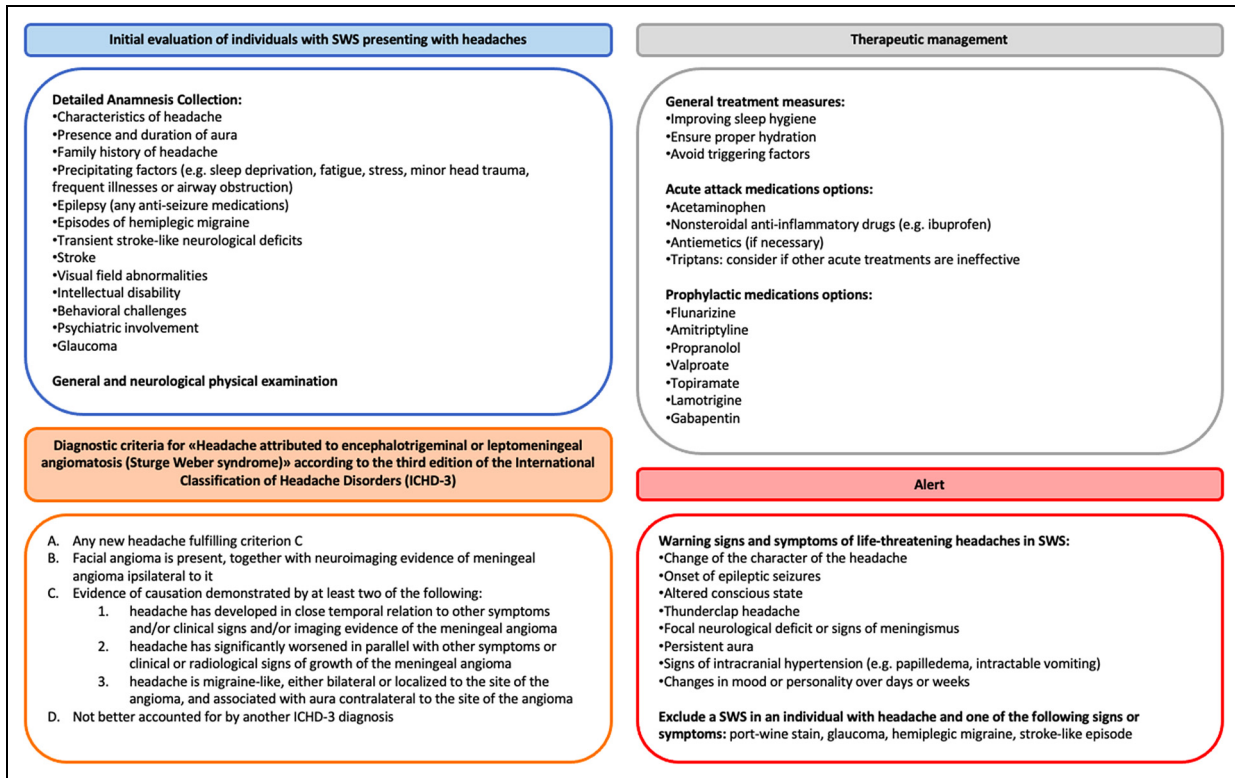 Initial evaluation of individuals with SWS presenting with headaches
Detailed Anamnesis Collection:
•Characteristics of headache
•Presence and duration of aura
•Family history of headache
•Precipitating factors (e.g. sleep deprivation, fatigue, stress, minor head trauma,
frequent illnesses or airway obstruction)
•Epilepsy (any anti-seizure medications)
•Episodes of hemiplegic migraine
•Transient stroke-like neurological deficits
•Stroke
•Visual field abnormalities
•Intellectual disability
•Behavioral challenges
•Psychiatric involvement
•Glaucoma
General and neurological physical examination
Diagnostic criteria for «Headache attributed to encephalotrigeminal or leptomeningeal
angiomatosis (Sturge Weber syndrome)» according to the third edition of the International
Classification of Headache Disorders (ICHD-3)
A. Any new headache fulfilling criterion C
B. Facial angioma is present, together with neuroimaging evidence of meningeal
angioma ipsilateral to it
C. Evidence of causation demonstrated by at least two of the following:
1. headache has developed in close temporal relation to other symptoms
and/or clinical signs and/or imaging evidence of the meningeal angioma
2. headache has significantly worsened in parallel with other symptoms or
clinical or radiological signs of growth of the meningeal angioma
3. headache is migraine-like, either bilateral or localized to the site of the
angioma, and associated with aura contralateral to the site of the angioma
D. Not better accounted for by another ICHD-3 diagnosis
Therapeutic management
General treatment measures:
•Improving sleep hygiene
•Ensure proper hydration
•Avoid triggering factors
Acute attack medications options:
•Acetaminophen
•Nonsteroidal anti-inflammatory drugs (e.g. ibuprofen)
•Antiemetics (if necessary)
•Triptans: consider if other acute treatments are ineffective
Prophylactic medications options:
•Flunarizine
•Amitriptyline
•Propranolol
•Valproate
•Topiramate
•Lamotrigine
•Gabapentin
Alert
Warning signs and symptoms of life-threatening headaches in SWS:
•Change of the character of the headache
•Onset of epileptic seizures
•Altered conscious state
•Thunderclap headache
•Focal neurological deficit or signs of meningismus
•Persistent aura
•Signs of intracranial hypertension (e.g. papilledema, intractable vomiting)
•Changes in mood or personality over days or weeks
Exclude a SWS in an individual with headache and one of the following signs or
symptoms: port-wine stain, glaucoma, hemiplegic migraine, stroke-like episode